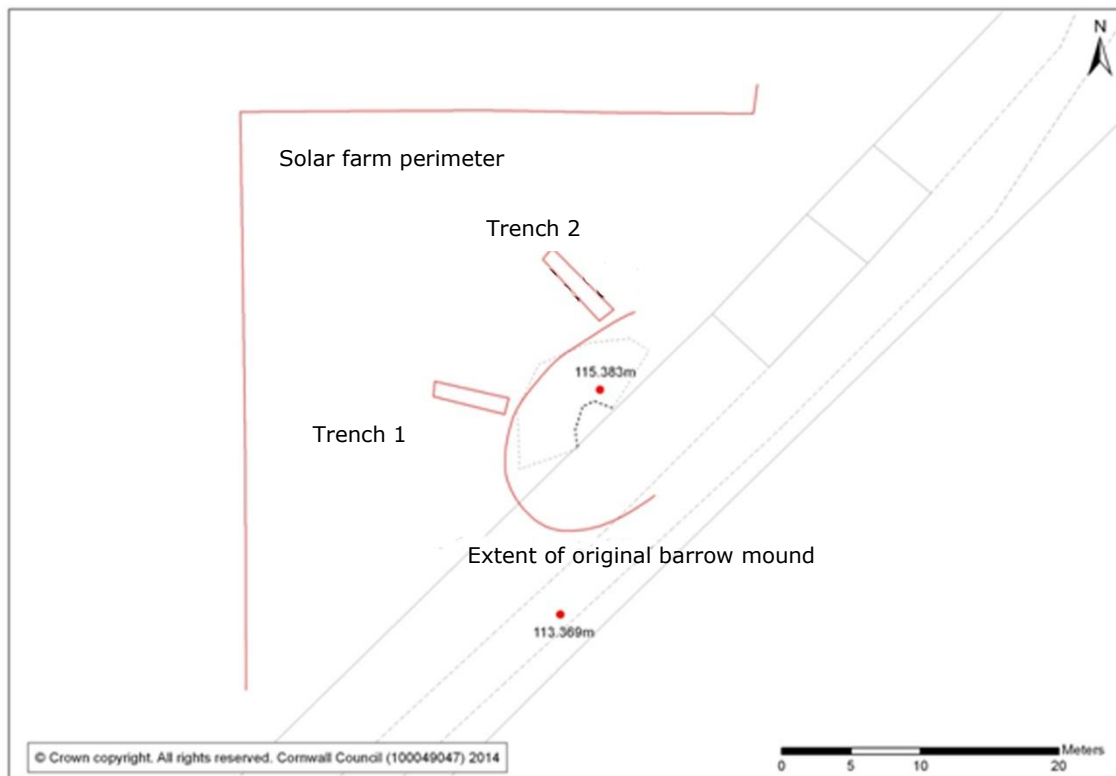 N
Solar farm perimeter
Trench 2
115.383m
Trench 1
Extent of original barrow mound
113.369m
© Crown copyright. All rights reserved. Cornwall Council (100049047) 2014
Meters
0 5 10 20